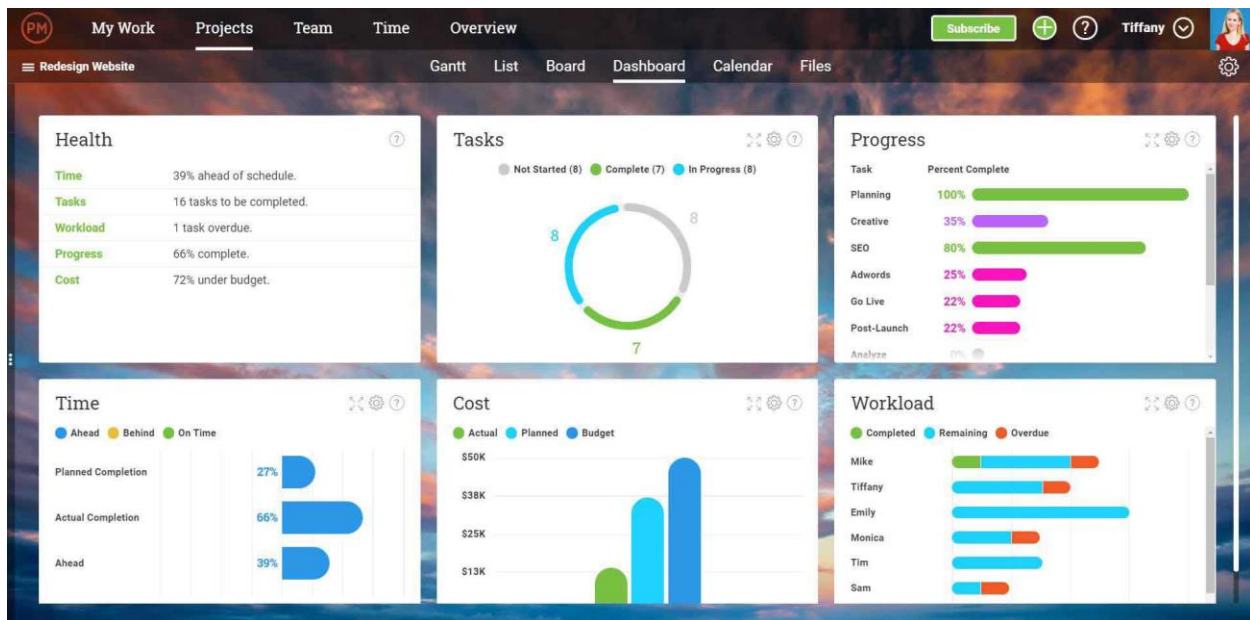 PM My Work Projects Team Time Overview Subscribe Tiffany
Redesign Website Gantt List Board Dashboard Calendar Files
Health
Time 39% ahead of schedule.
Tasks 16 tasks to be completed.
Workload 1 task overdue.
Progress 66% complete.
Cost 72% under budget.
Tasks
Not Started (8) Complete (7) In Progress (8)
8
8
7
Progress
Task Percent Complete
Planning 100%
Creative 35%
SEO 80%
Adwords 25%
Go Live 22%
Post-Launch 22%
Analyze 0%
Time
Ahead Behind On Time
Planned Completion 27%
Actual Completion 66%
Ahead 39%
Cost
Actual Planned Budget
$50K
$38K
$25K
$13K
Workload
Completed Remaining Overdue
Mike
Tiffany
Emily
Monica
Tim
Sam